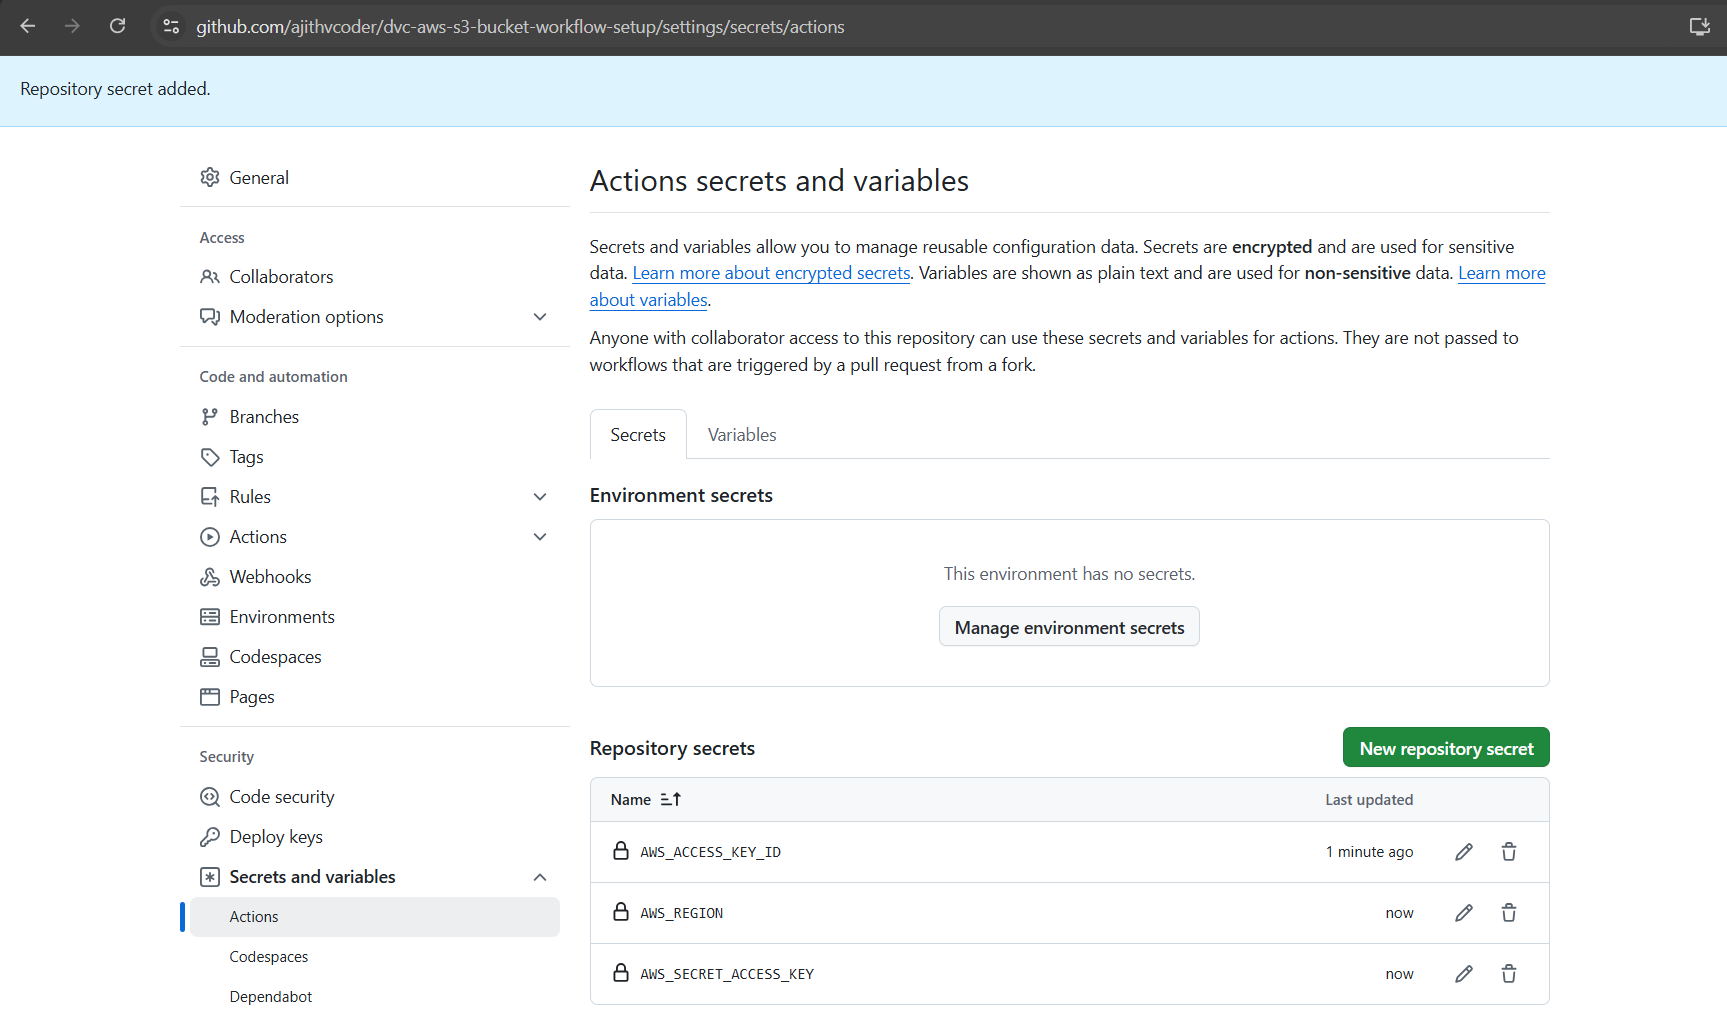 github.com/ajithvcoder/dvc-aws-s3-bucket-workflow-setup/settings/secrets/actions
Repository secret added.
General
Access
Collaborators
Moderation options
Code and automation
Branches
Tags
Rules
Actions
Webhooks
Environments
Codespaces
Pages
Security
Code security
Deploy keys
Secrets and variables
Actions
Codespaces
Dependabot
Actions secrets and variables
Secrets and variables allow you to manage reusable configuration data. Secrets are encrypted and are used for sensitive
data. Learn more about encrypted secrets. Variables are shown as plain text and are used for non-sensitive data. Learn more
about variables.
Anyone with collaborator access to this repository can use these secrets and variables for actions. They are not passed to
workflows that are triggered by a pull request from a fork.
Secrets Variables
Environment secrets
This environment has no secrets.
Manage environment secrets
Repository secrets New repository secret
Name Last updated
AWS_ACCESS_KEY_ID 1 minute ago
AWS_REGION now
AWS_SECRET_ACCESS_KEY now